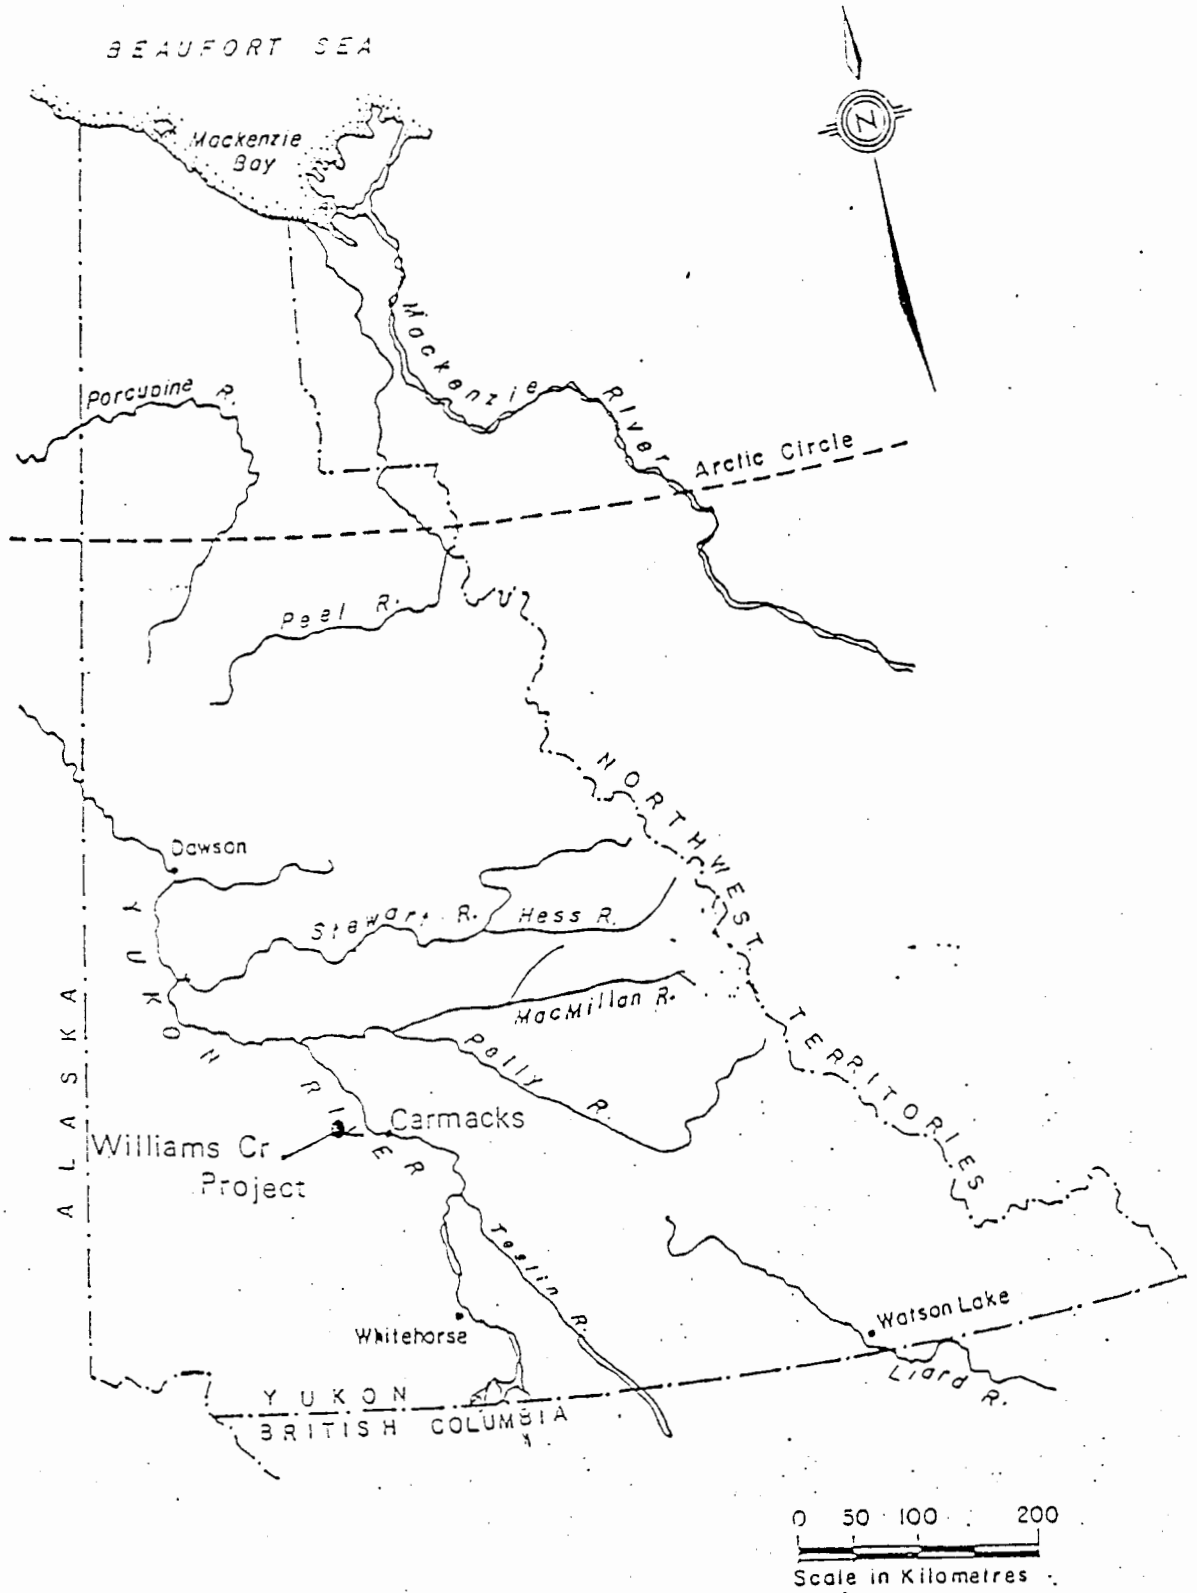 BEAUFORT SEA
Mackenzie
Bay
N
Mackenzie River
Porcupine R.
Arctic Circle
Peel R.
NORTHWEST TERRITORIES
Dawson
YUKON RIVER
Stewart R.
Hess R.
MacMillan R.
Pelly R.
ALASKA
Carmacks
Williams Cr
Project
Teslin R.
Watson Lake
Whitehorse
Liard R.
YUKON
BRITISH COLUMBIA
0 50 100 200
Scale in Kilometres